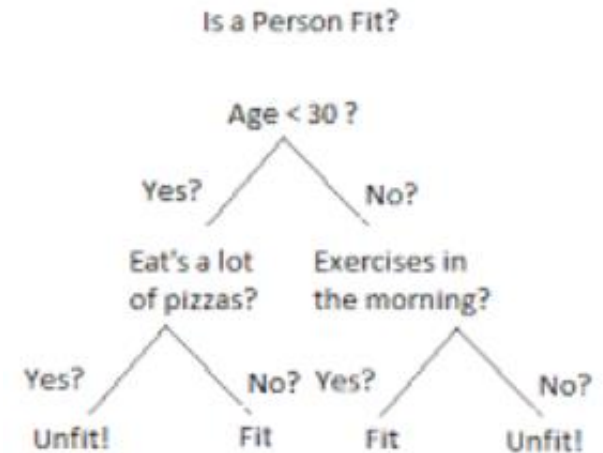 Is a Person Fit?
Age < 30 ?
Yes?
No?
Eat's a lot
of pizzas?
Exercises in
the morning?
Yes?
No?
Yes?
No?
Unfit!
Fit
Fit
Unfit!